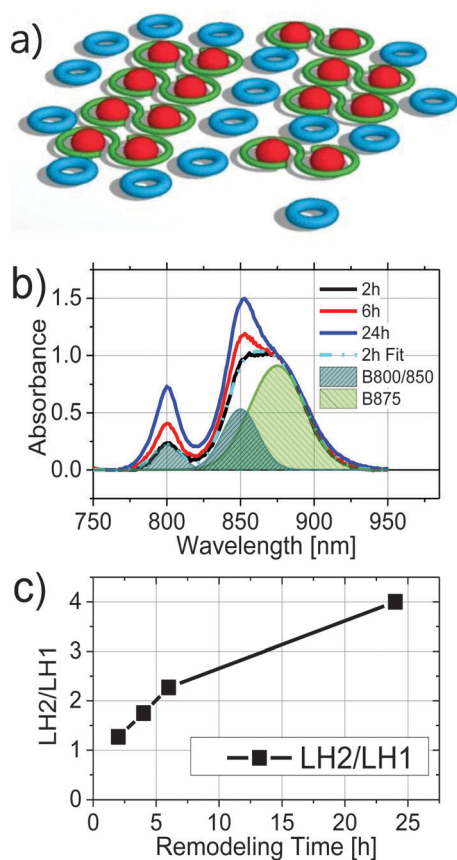 a)
b)
Absorbance
1.5
1.0
0.5
0.0
2h
6h
24h
2h Fit
B800/850
B875
750 800 850 900 950
Wavelength [nm]
c)
LH2/LH1
4
3
2
1
0
LH2/LH1
0 5 10 15 20 25
Remodeling Time [h]